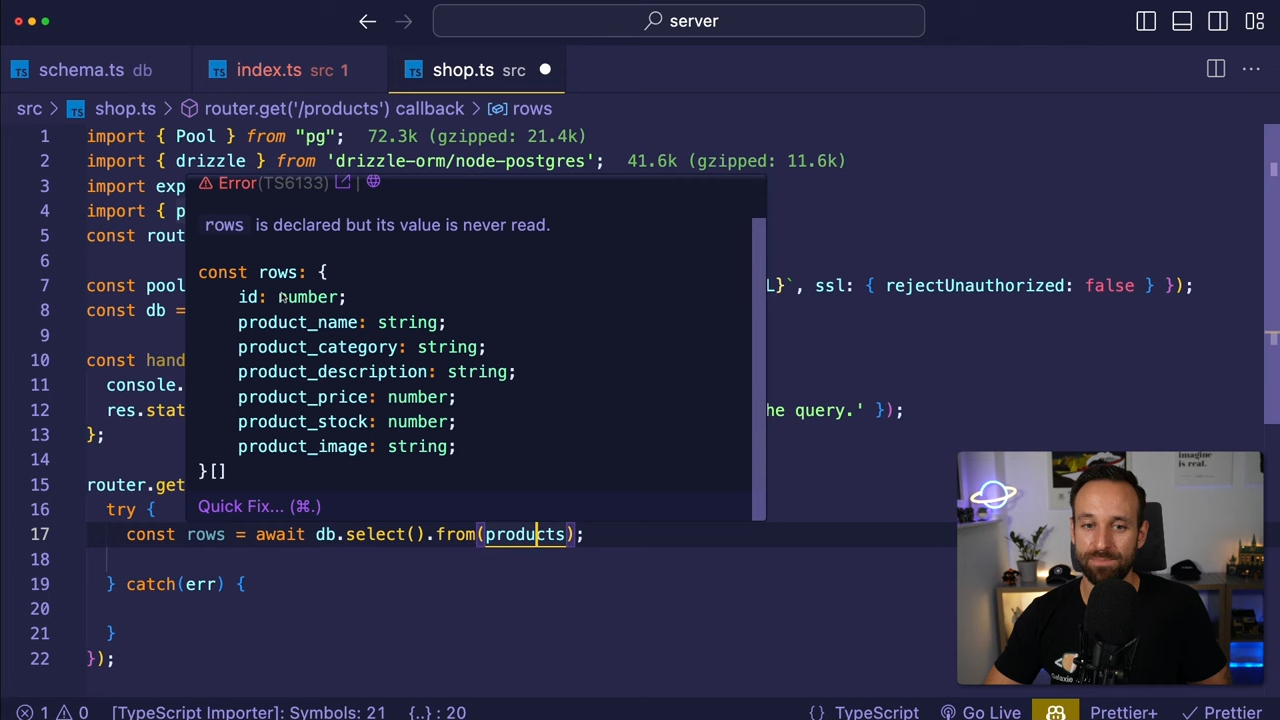 server
schema.ts db
index.ts src 1
shop.ts src
src > shop.ts > router.get('/products') callback > rows
1 import { Pool } from "pg"; 72.3k (gzipped: 21.4k)
2 import { drizzle } from 'drizzle-orm/node-postgres'; 41.6k (gzipped: 11.6k)
3 import exp
4 import { p
5 const rout
6
7 const pool L}`, ssl: { rejectUnauthorized: false } });
8 const db =
9
10 const hand
11 console.
12 res.stat he query.' });
13 };
14
15 router.get
16 try {
17 const rows = await db.select().from(products);
18
19 } catch(err) {
20
21 }
22 });
Error(TS6133) |
rows is declared but its value is never read.
const rows: {
id: number;
product_name: string;
product_category: string;
product_description: string;
product_price: number;
product_stock: number;
product_image: string;
}[]
Quick Fix... (⌘.)
imagine
is real.
Galaxie
1 0 [TypeScript Importer]: Symbols: 21 {..} : 20 {} TypeScript Go Live Prettier+ Prettier